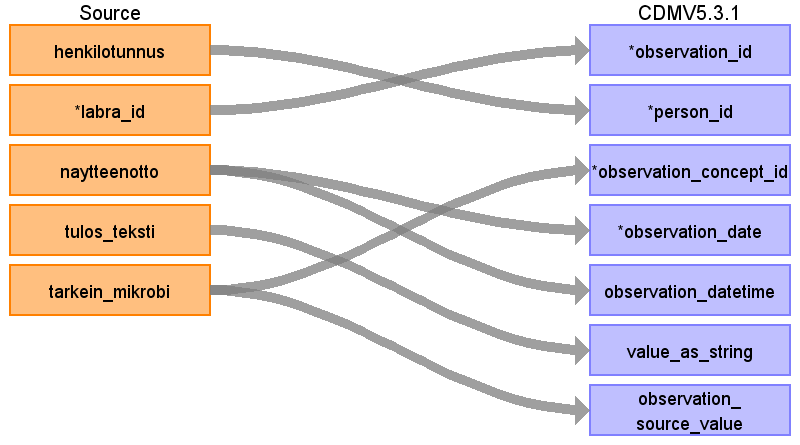 Source
CDMV5.3.1
henkilotunnus
*observation_id
*labra_id
*person_id
naytteenotto
*observation_concept_id
tulos_teksti
*observation_date
tarkein_mikrobi
observation_datetime
value_as_string
observation_
source_value